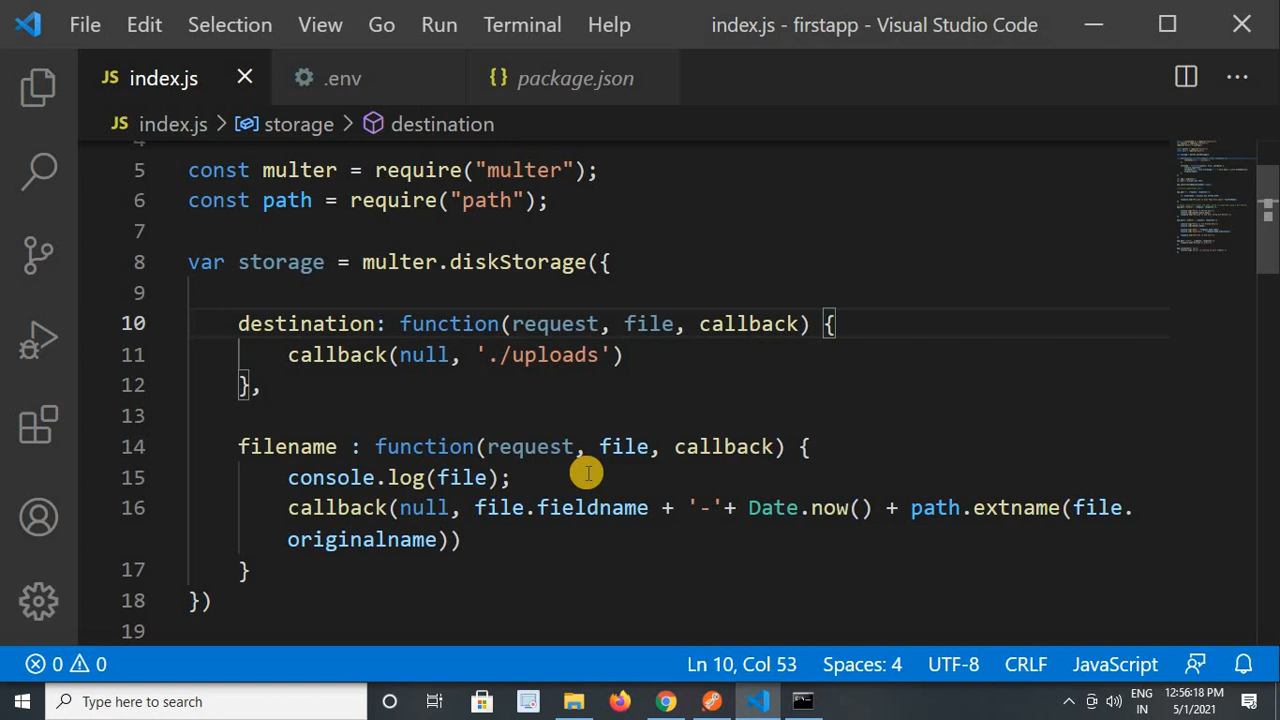 File Edit Selection View Go Run Terminal Help index.js - firstapp - Visual Studio Code
JS index.js .env {} package.json
JS index.js > storage > destination
4
5 const multer = require("multer");
6 const path = require("path");
7
8 var storage = multer.diskStorage({
9
10 destination: function(request, file, callback) {
11 callback(null, './uploads')
12 },
13
14 filename : function(request, file, callback) {
15 console.log(file);
16 callback(null, file.fieldname + '-'+ Date.now() + path.extname(file.
originalname))
17 }
18 })
19
0 0 Ln 10, Col 53 Spaces: 4 UTF-8 CRLF JavaScript
Type here to search
ENG
IN
12:56:18 PM
5/1/2021